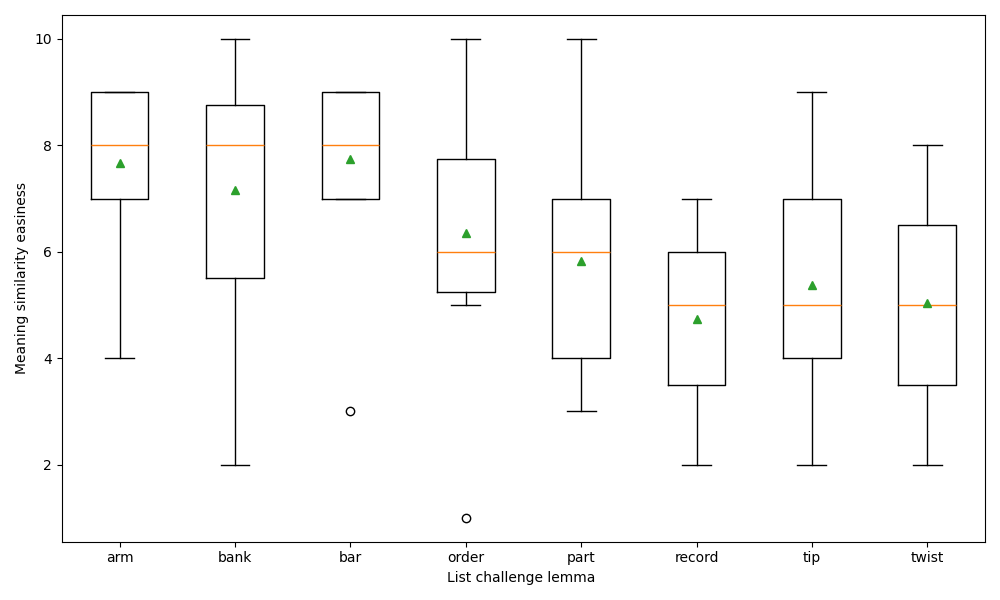 10
8
6
4
2
Meaning similarity easiness
arm bank bar order part record tip twist
List challenge lemma